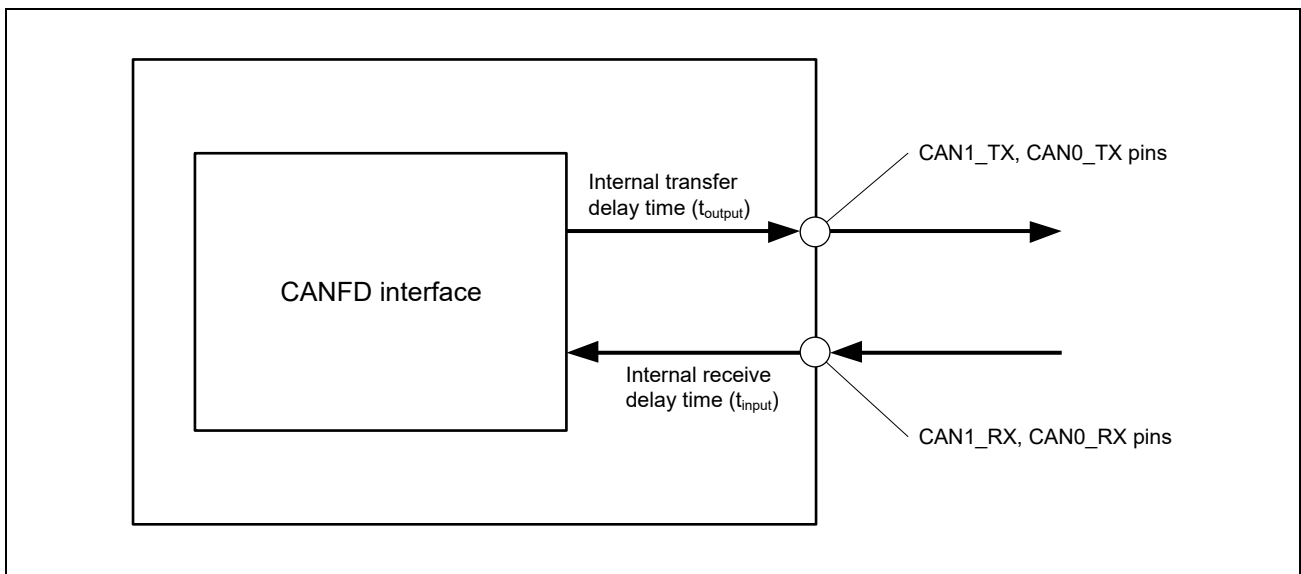 CAN1_TX, CAN0_TX pins
Internal transfer
delay time (toutput)
CANFD interface
Internal receive
delay time (tinput)
CAN1_RX, CAN0_RX pins